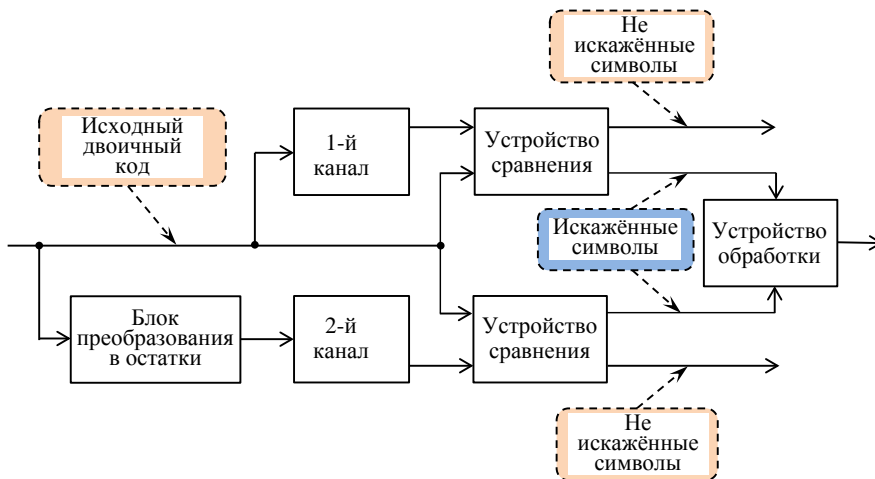 Не
искажённые
символы
Исходный
двоичный
код
1-й
канал
Устройство
сравнения
Искажённые
символы
Устройство
обработки
Блок
преобразования
в остатки
2-й
канал
Устройство
сравнения
Не
искажённые
символы